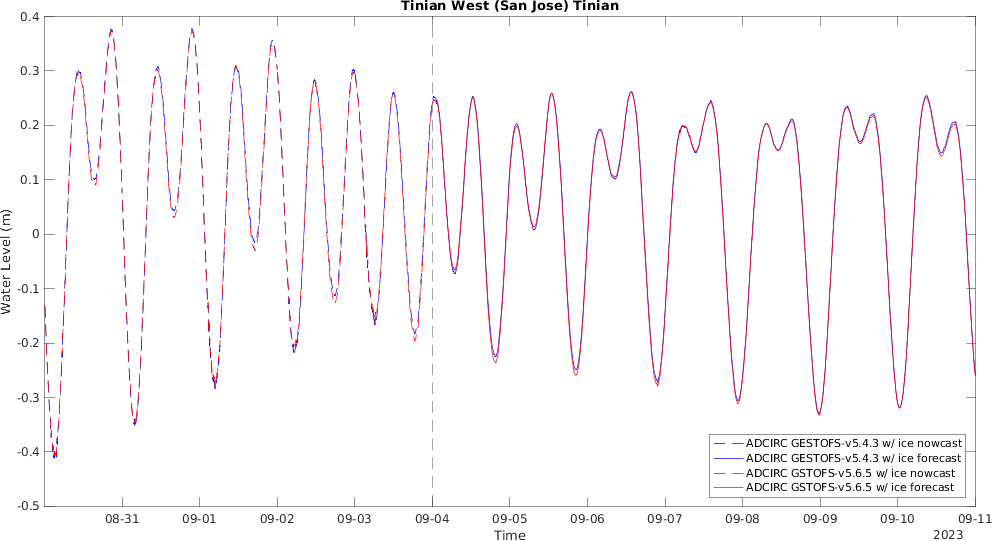 Tinian West (San Jose) Tinian
0.4
0.3
0.2
0.1
0
-0.1
-0.2
-0.3
-0.4
-0.5
Water Level (m)
ADCIRC GESTOFS-v5.4.3 w/ ice nowcast
ADCIRC GESTOFS-v5.4.3 w/ ice forecast
ADCIRC GSTOFS-v5.6.5 w/ ice nowcast
ADCIRC GSTOFS-v5.6.5 w/ ice forecast
08-31 09-01 09-02 09-03 09-04 09-05 09-06 09-07 09-08 09-09 09-10 09-11
Time
2023